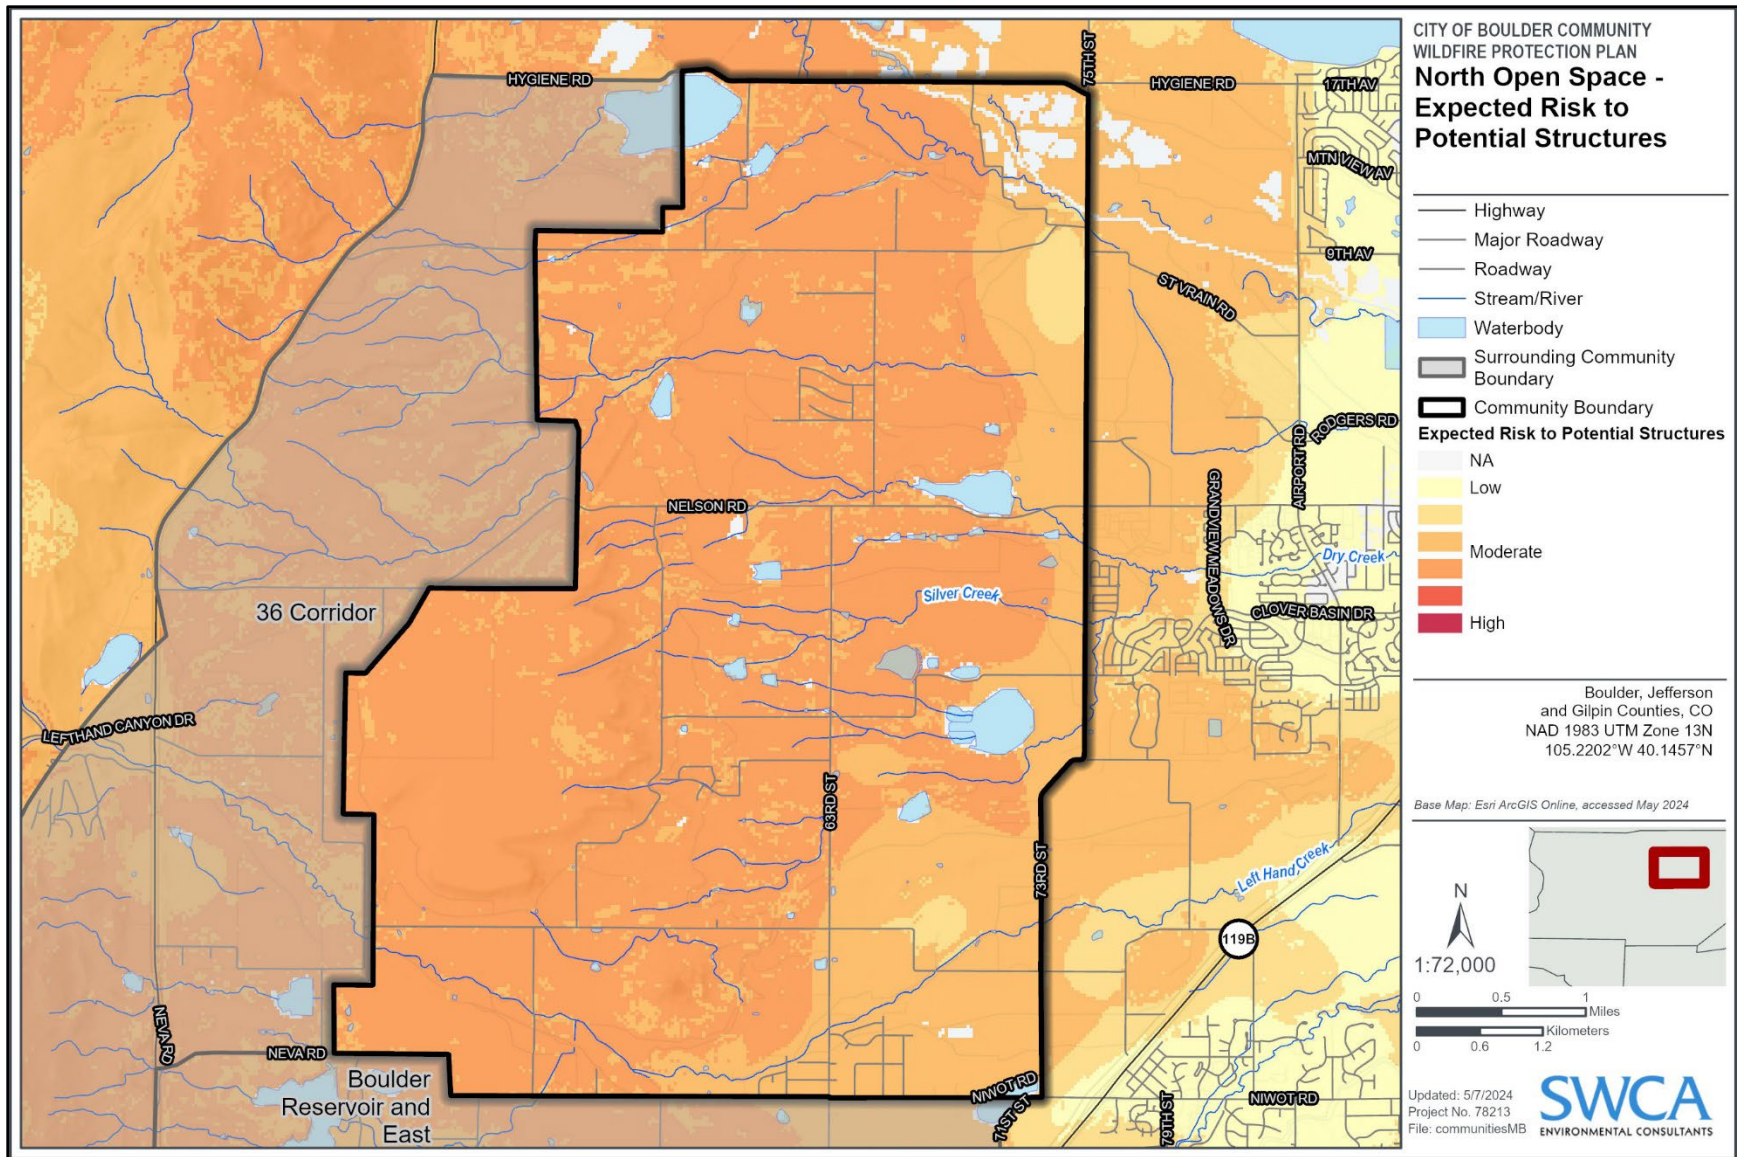 CITY OF BOULDER COMMUNITY
WILDFIRE PROTECTION PLAN
North Open Space -
Expected Risk to
Potential Structures
Highway
Major Roadway
Roadway
Stream/River
Waterbody
Surrounding Community
Boundary
Community Boundary
Expected Risk to Potential Structures
NA
Low
Moderate
High
Boulder, Jefferson
and Gilpin Counties, CO
NAD 1983 UTM Zone 13N
105.2202°W 40.1457°N
Base Map: Esri ArcGIS Online, accessed May 2024
N
1:72,000
0 0.5 1
Miles
Kilometers
0 0.6 1.2
Updated: 5/7/2024
Project No. 78213
File: communitiesMB
SWCA
ENVIRONMENTAL CONSULTANTS
HYGIENE RD
75TH ST
HYGIENE RD
17TH AV
MTN VIEW AV
9TH AV
ST VRAIN RD
RODGERS RD
AIRPORT RD
GRANDVIEW MEADOWS DR
NELSON RD
Dry Creek
Silver Creek
CLOVER BASIN DR
36 Corridor
LEFTHAND CANYON DR
63RD ST
73RD ST
Left Hand Creek
119B
NEVA RD
NEVA RD
Boulder
Reservoir and
East
NIWOT RD
71ST ST
79TH ST
NIWOT RD